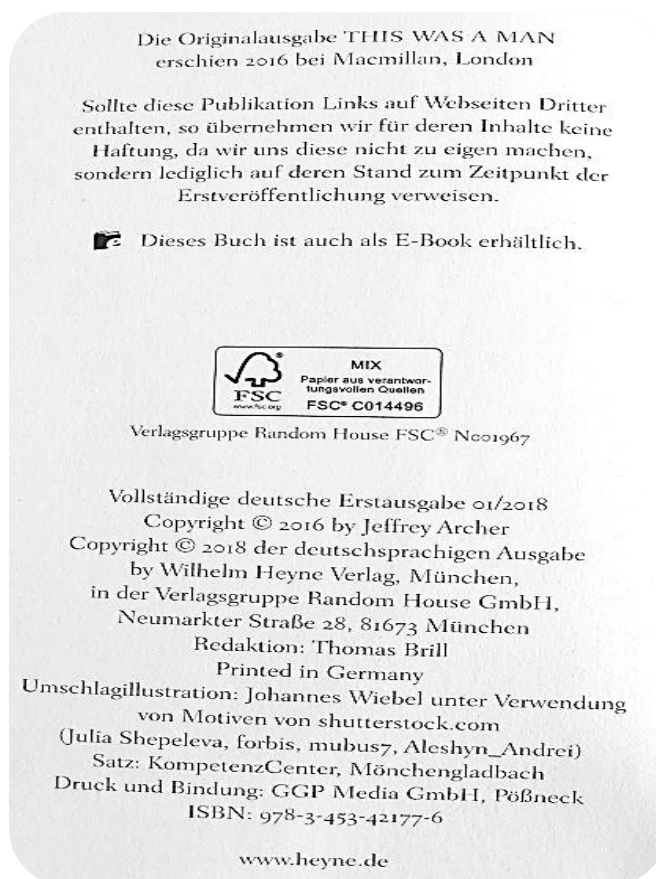 Die Originalausgabe THIS WAS A MAN
erschien 2016 bei Macmillan, London
Sollte diese Publikation Links auf Webseiten Dritter
enthalten, so übernehmen wir für deren Inhalte keine
Haftung, da wir uns diese nicht zu eigen machen,
sondern lediglich auf deren Stand zum Zeitpunkt der
Erstveröffentlichung verweisen.
Dieses Buch ist auch als E-Book erhältlich.
MIX
Papier aus verantwor-
tungsvollen Quellen
FSC® C014496
FSC®
www.fsc.org
Verlagsgruppe Random House FSC® N001967
Vollständige deutsche Erstausgabe 01/2018
Copyright © 2016 by Jeffrey Archer
Copyright © 2018 der deutschsprachigen Ausgabe
by Wilhelm Heyne Verlag, München,
in der Verlagsgruppe Random House GmbH,
Neumarkter Straße 28, 81673 München
Redaktion: Thomas Brill
Printed in Germany
Umschlagillustration: Johannes Wiebel unter Verwendung
von Motiven von shutterstock.com
(Julia Shepeleva, forbis, mubus7, Aleshyn_Andrei)
Satz: KompetenzCenter, Mönchengladbach
Druck und Bindung: GGP Media GmbH, Pößneck
ISBN: 978-3-453-42177-6
www.heyne.de